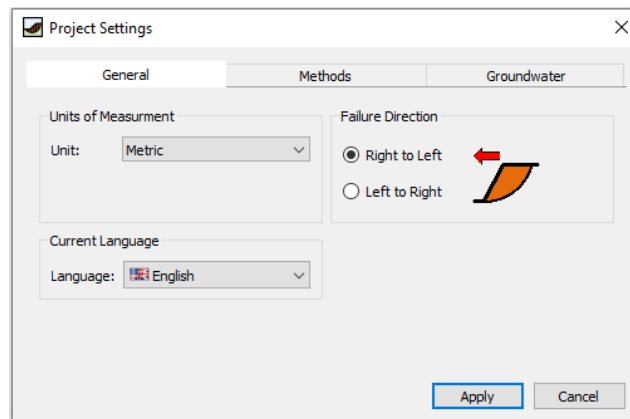 Project Settings
General
Methods
Groundwater
Units of Measurment
Unit:
Metric
Failure Direction
Right to Left
Left to Right
Current Language
Language:
English
Apply
Cancel